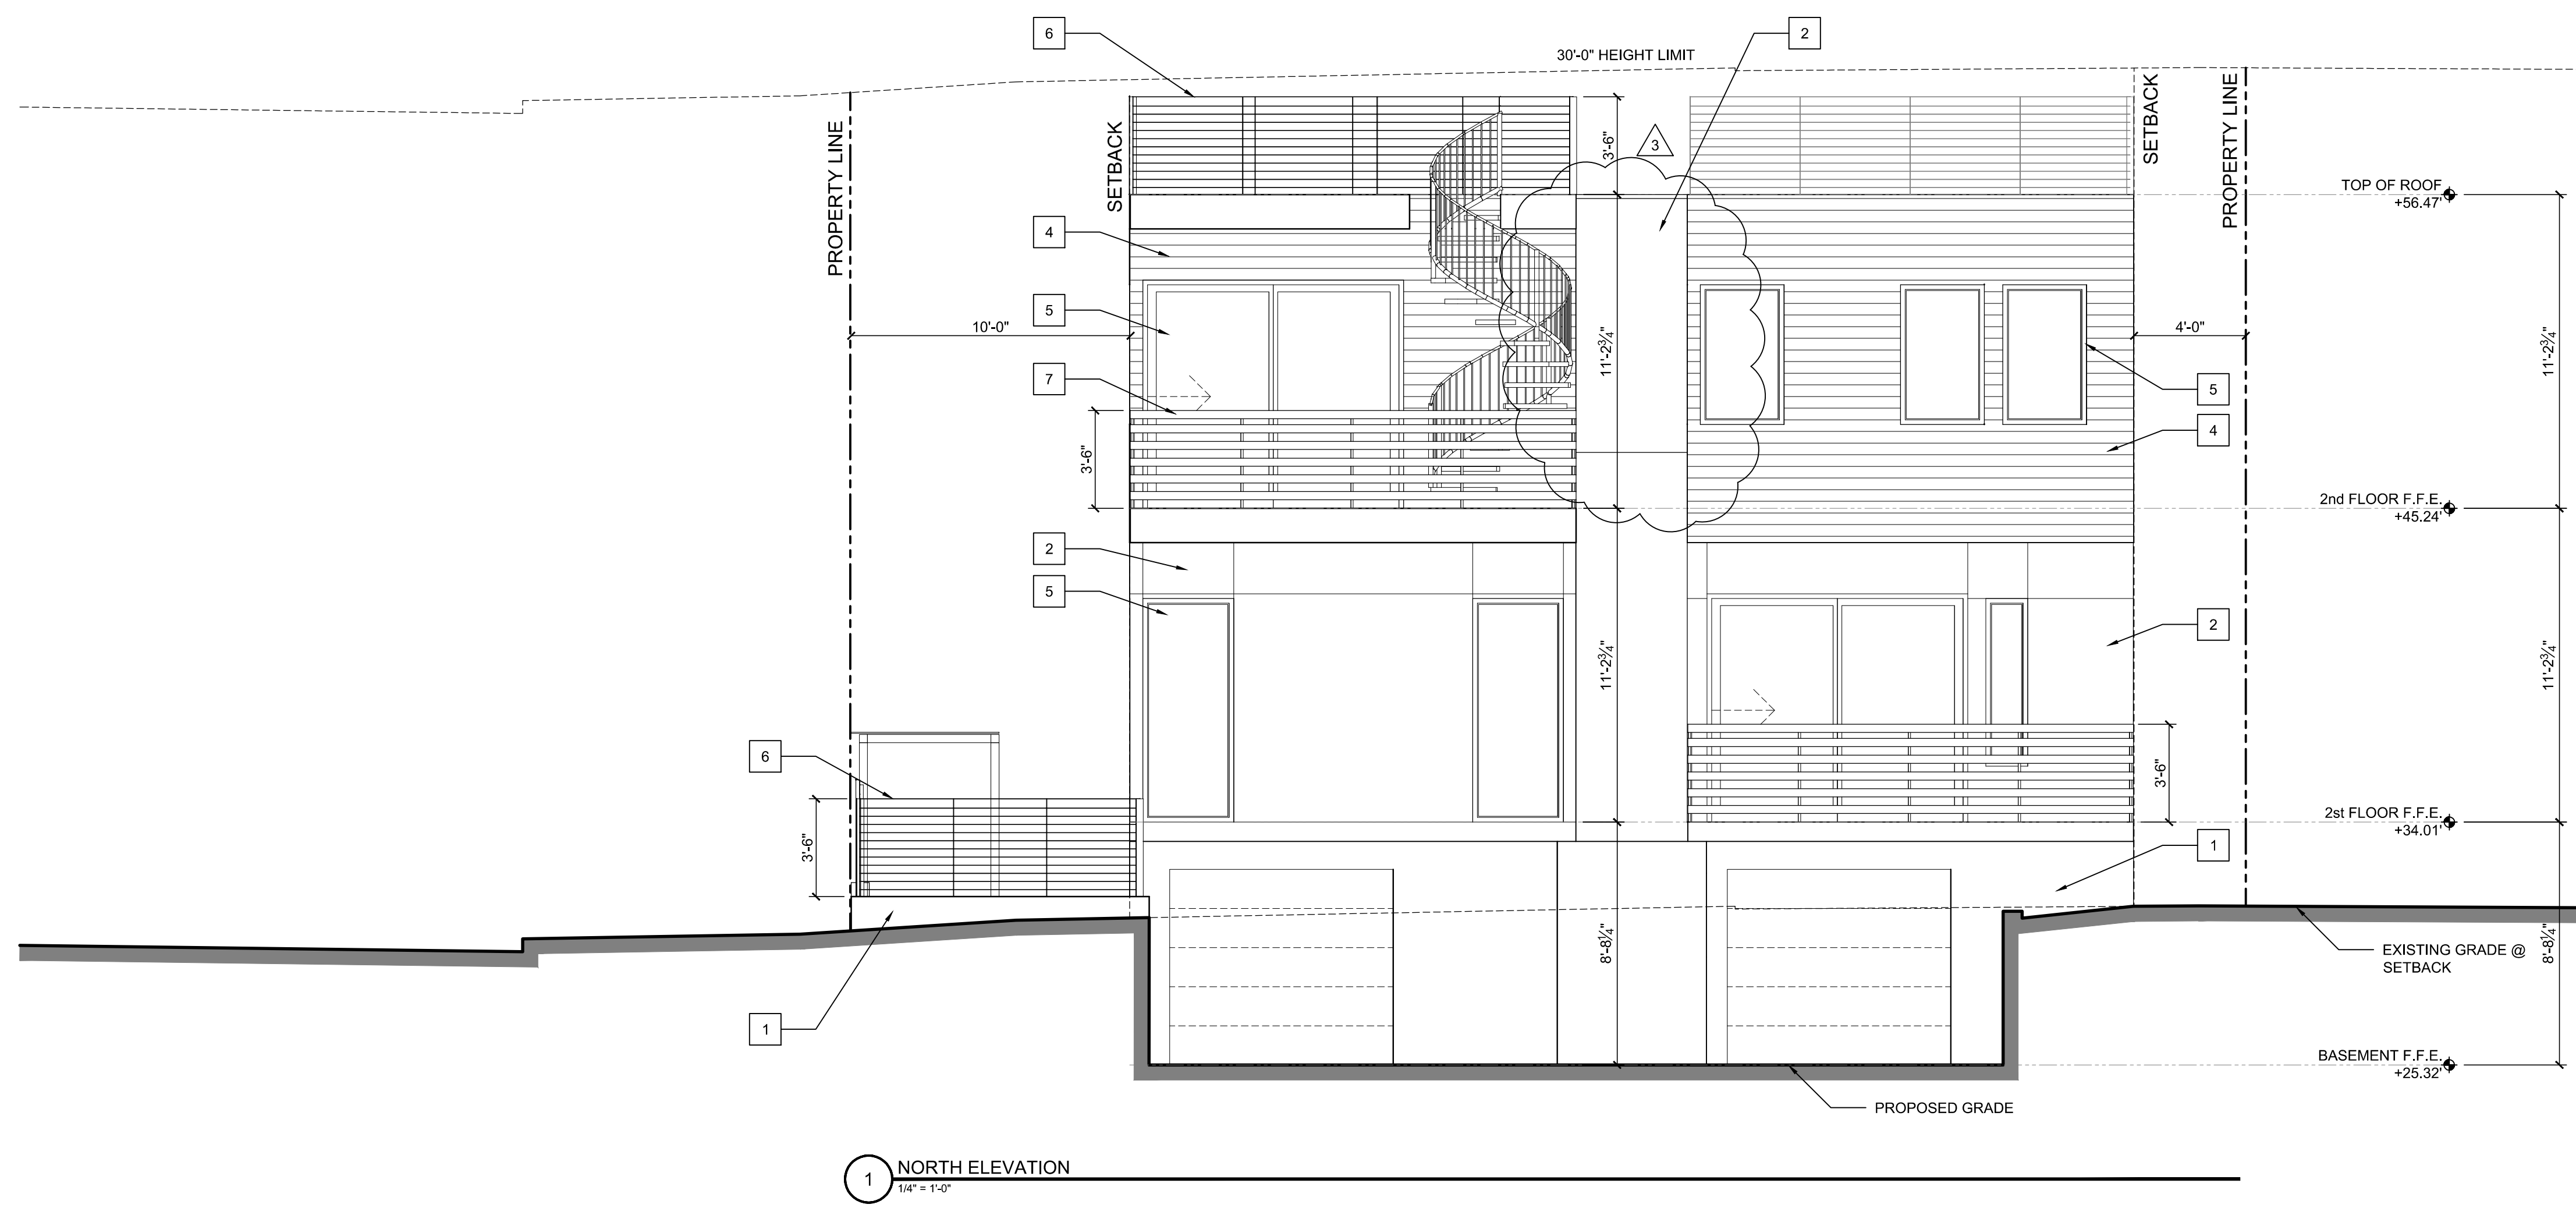 6
2
30'-0" HEIGHT LIMIT
PROPERTY LINE
SETBACK
3'-6"
3
SETBACK
PROPERTY LINE
TOP OF ROOF
+56.47'
4
5
10'-0"
4'-0"
11'-2¾"
11'-2¾"
7
5
4
3'-6"
2nd FLOOR F.F.E.
+45.24'
2
5
2
11'-2¾"
11'-2¾"
6
3'-6"
3'-6"
2st FLOOR F.F.E.
+34.01'
1
8'-8¼"
8'-8¼"
EXISTING GRADE @
SETBACK
1
BASEMENT F.F.E.
+25.32'
PROPOSED GRADE
1
NORTH ELEVATION
1/4" = 1'-0"